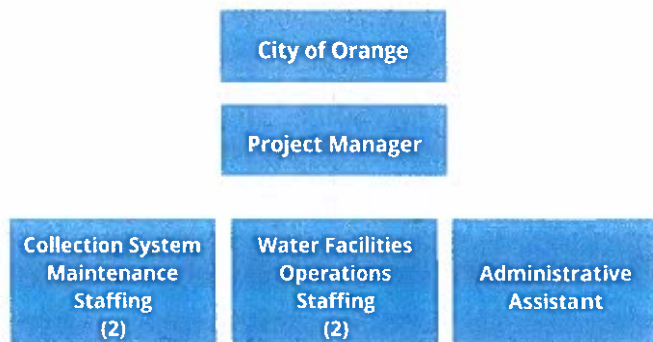 City of Orange
Project Manager
Collection System
Maintenance
Staffing
(2)
Water Facilities
Operations
Staffing
(2)
Administrative
Assistant